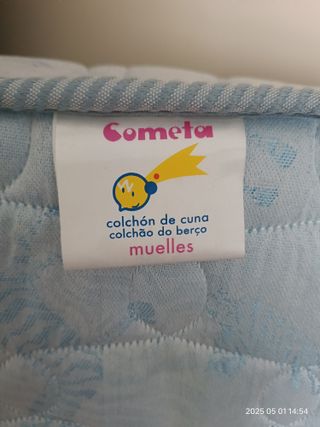 Cometa
colchón de cuna
colchão do berço
muelles
2025 05 01 14:54